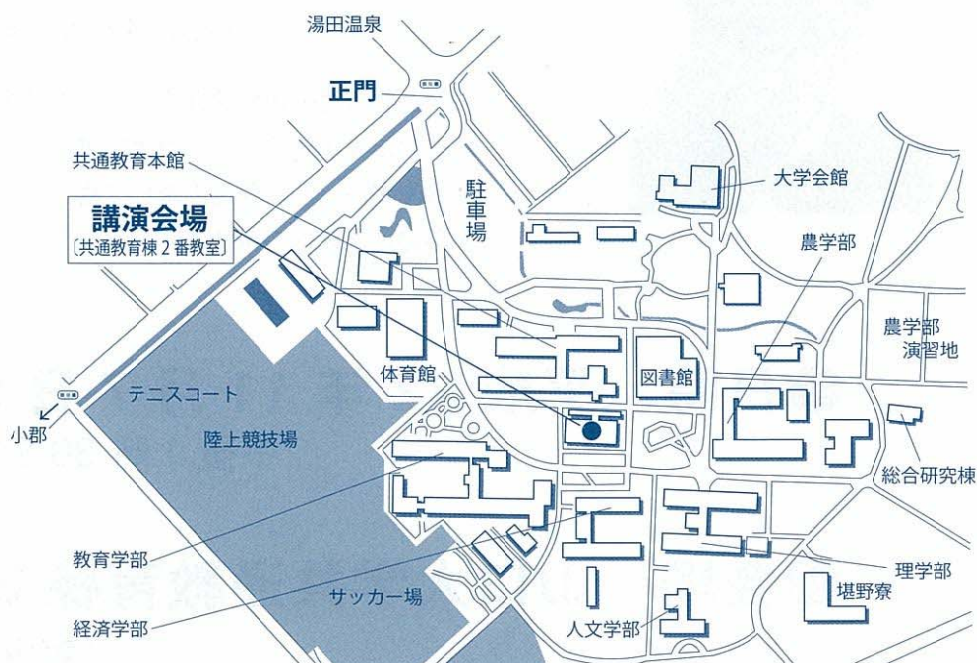 湯田温泉
正門
共通教育本館
講演会場
〔共通教育棟2番教室〕
駐車場
大学会館
農学部
農学部
演習地
体育館
図書館
テニスコート
小郡
陸上競技場
総合研究棟
教育学部
サッカー場
理学部
堪野寮
経済学部
人文学部